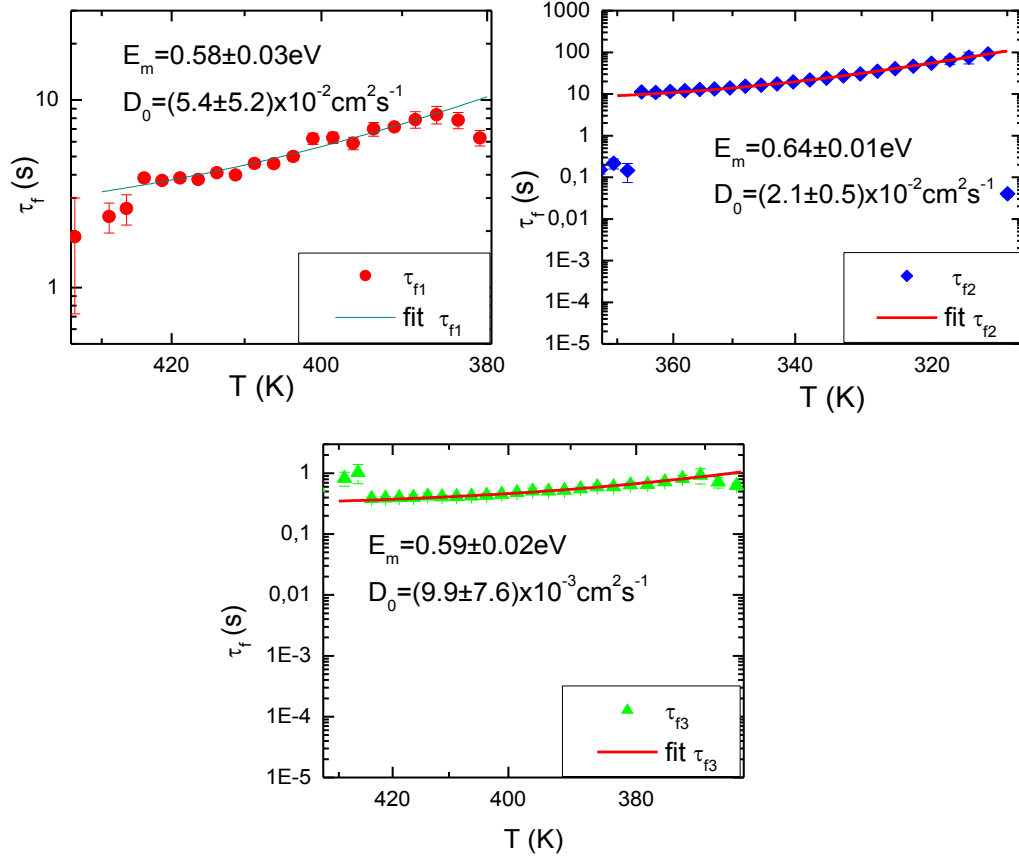 E_m=0.58±0.03eV
D_0=(5.4±5.2)x10^-2cm^2s^-1
10
1
τ_f (s)
τ_f1
fit τ_f1
420 400 380
T (K)
1000
100
10
1
0,1
0,01
1E-3
1E-4
1E-5
τ_f (s)
E_m=0.64±0.01eV
D_0=(2.1±0.5)x10^-2cm^2s^-1
τ_f2
fit τ_f2
360 340 320
T (K)
1
0,1
0,01
1E-3
1E-4
1E-5
τ_f (s)
E_m=0.59±0.02eV
D_0=(9.9±7.6)x10^-3cm^2s^-1
τ_f3
fit τ_f3
420 400 380
T (K)